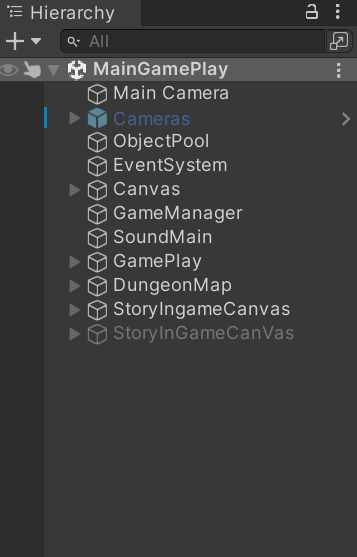 Hierarchy
All
MainGamePlay
Main Camera
Cameras
ObjectPool
EventSystem
Canvas
GameManager
SoundMain
GamePlay
DungeonMap
StoryIngameCanvas
StoryInGameCanVas